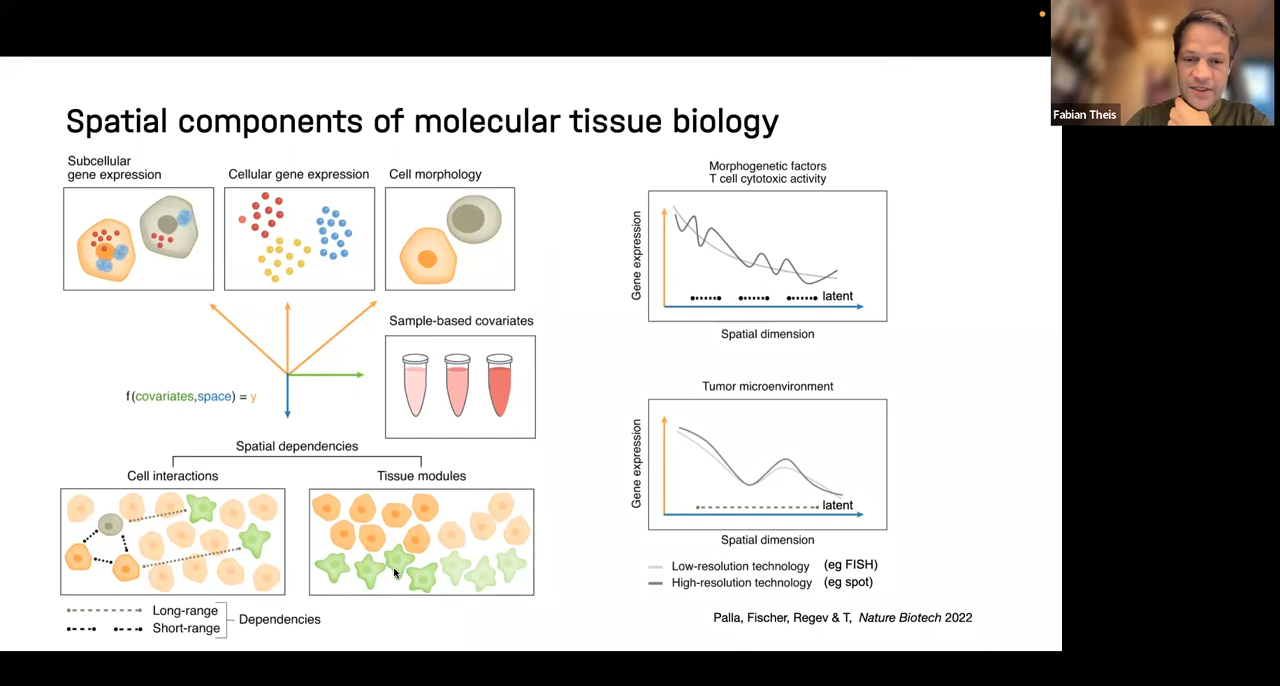 Fabian Theis
Spatial components of molecular tissue biology
Subcellular
gene expression
Cellular gene expression
Cell morphology
Sample-based covariates
f(covariates,space) = y
Spatial dependencies
Cell interactions
Tissue modules
Long-range
Short-range
Dependencies
Morphogenetic factors
T cell cytotoxic activity
Gene expression
latent
Spatial dimension
Tumor microenvironment
Gene expression
latent
Spatial dimension
Low-resolution technology (eg FISH)
High-resolution technology (eg spot)
Palla, Fischer, Regev & T, Nature Biotech 2022